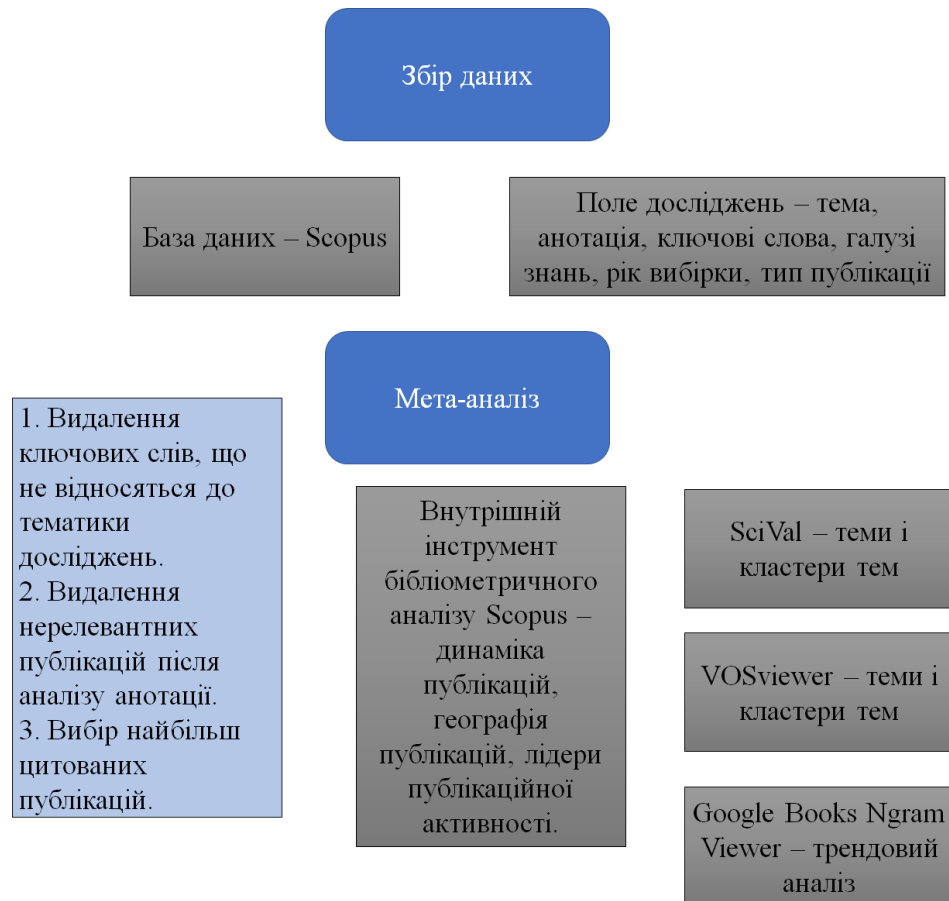 Збір даних
База даних – Scopus
Поле досліджень – тема,
анотація, ключові слова, галузі
знань, рік вибірки, тип публікації
Мета-аналіз
1. Видалення
ключових слів, що
не відносяться до
тематики
досліджень.
2. Видалення
нерелевантних
публікацій після
аналізу анотації.
3. Вибір найбільш
цитованих
публікацій.
Внутрішній
інструмент
бібліометричного
аналізу Scopus –
динаміка
публікацій,
географія
публікацій, лідери
публікаційної
активності.
SciVal – теми і
кластери тем
VOSviewer – теми і
кластери тем
Google Books Ngram
Viewer – трендовий
аналіз